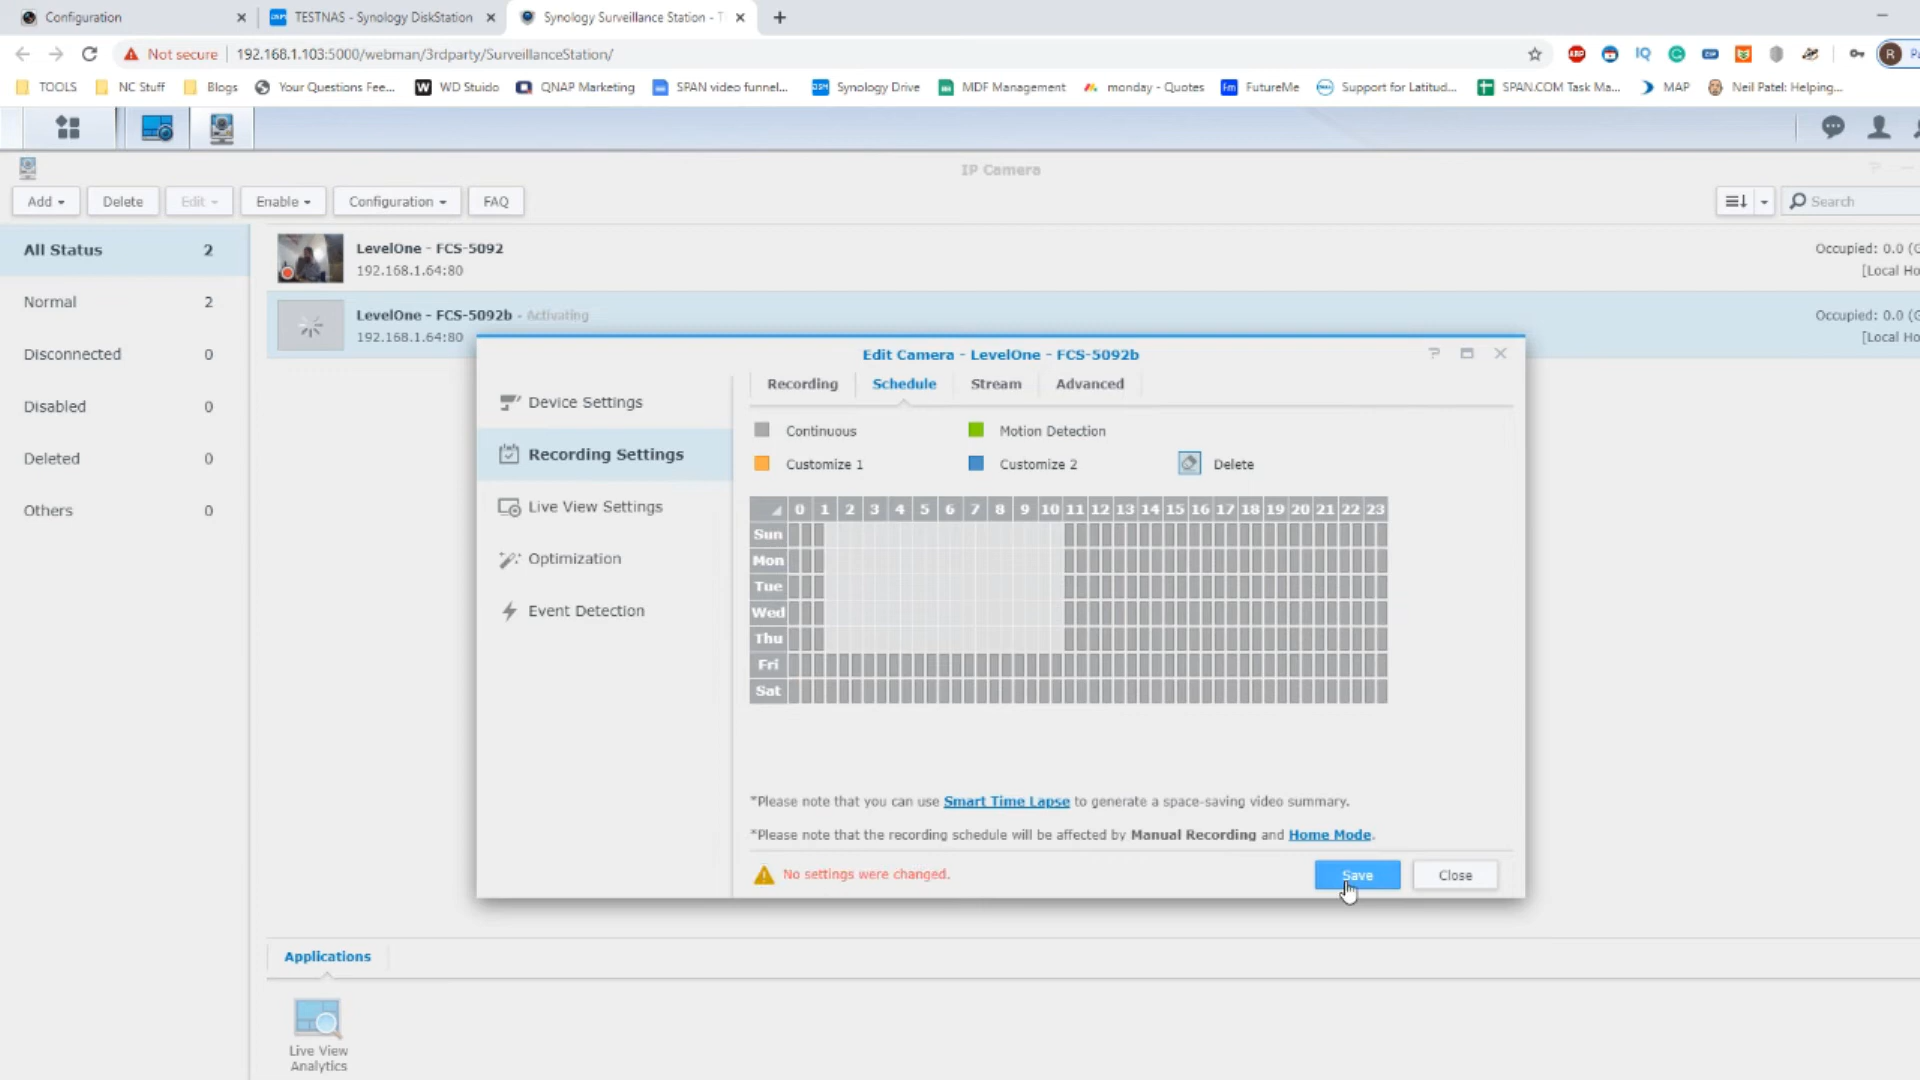 Configuration
TESTNAS - Synology DiskStation
Synology Surveillance Station - T
Not secure
192.168.1.103:5000/webman/3rdparty/SurveillanceStation/
TOOLS
NC Stuff
Blogs
Your Questions Fee...
WD Stuido
QNAP Marketing
SPAN video funnel...
Synology Drive
MDF Management
monday - Quotes
FutureMe
Support for Latitud...
SPAN.COM Task Ma...
MAP
Neil Patel: Helping...
IP Camera
Add
Delete
Edit
Enable
Configuration
FAQ
Search
All Status 2
Normal 2
Disconnected 0
Disabled 0
Deleted 0
Others 0
LevelOne - FCS-5092
192.168.1.64:80
Occupied: 0.0 (G
[Local Ho
LevelOne - FCS-5092b - Activating
192.168.1.64:80
Occupied: 0.0 (G
[Local Ho
Edit Camera - LevelOne - FCS-5092b
Device Settings
Recording Settings
Live View Settings
Optimization
Event Detection
Recording
Schedule
Stream
Advanced
Continuous
Motion Detection
Customize 1
Customize 2
Delete
0 1 2 3 4 5 6 7 8 9 10 11 12 13 14 15 16 17 18 19 20 21 22 23
Sun
Mon
Tue
Wed
Thu
Fri
Sat
*Please note that you can use Smart Time Lapse to generate a space-saving video summary.
*Please note that the recording schedule will be affected by Manual Recording and Home Mode.
No settings were changed.
Save
Close
Applications
Live View
Analytics